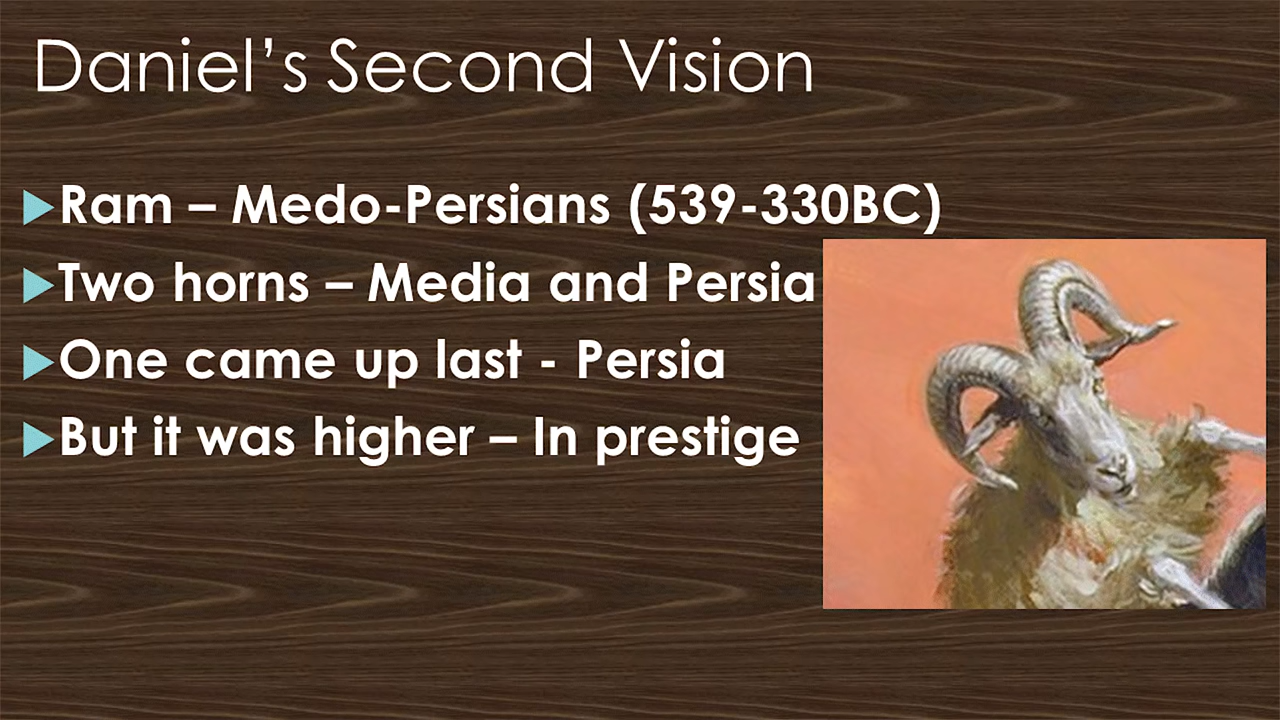 Daniel’s Second Vision
Ram – Medo-Persians (539-330BC)
Two horns – Media and Persia
One came up last - Persia
But it was higher – In prestige